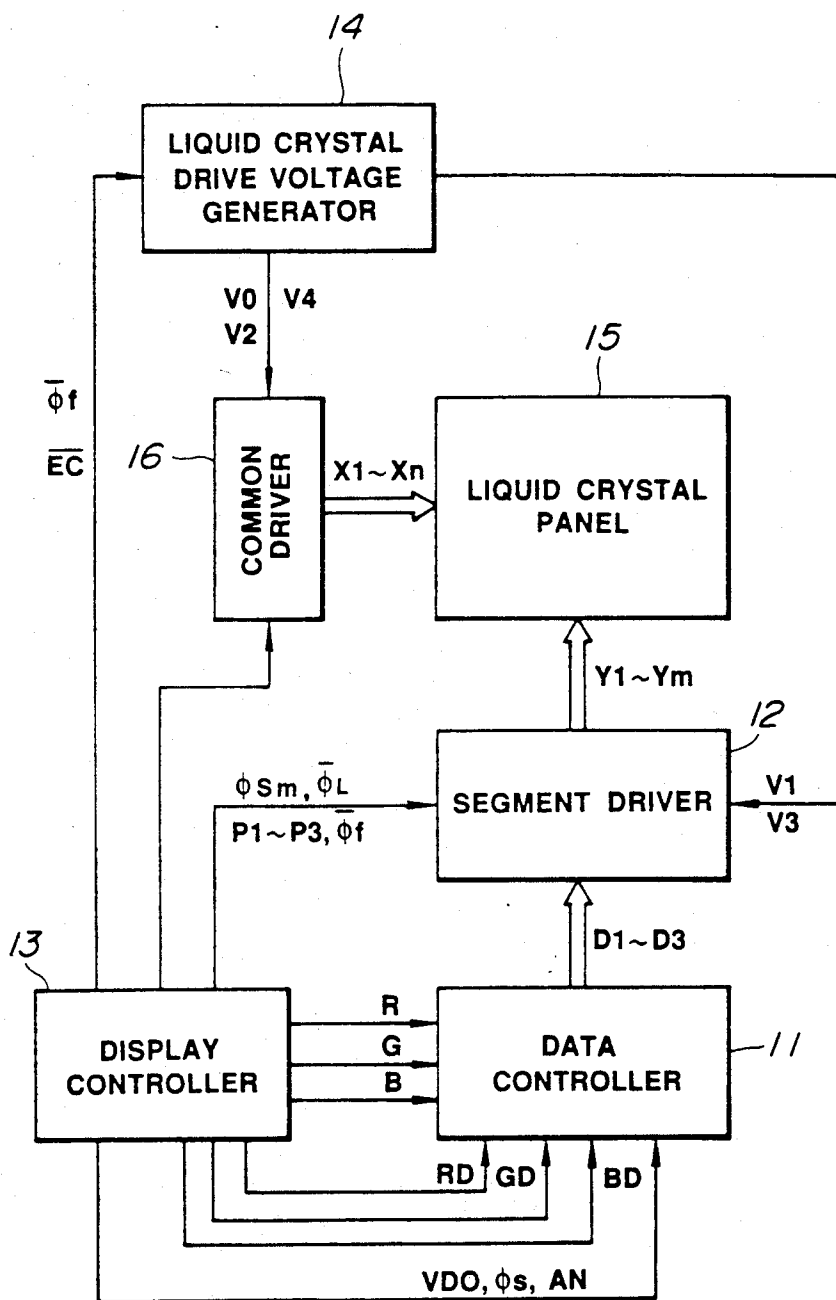 14
LIQUID CRYSTAL
DRIVE VOLTAGE
GENERATOR
V0 V4
V2
15
φ̅f
E̅C̅
16
COMMON
DRIVER
X1~Xn
LIQUID CRYSTAL
PANEL
Y1~Ym
12
φSm, φ̅L
P1~P3, φ̅f
SEGMENT DRIVER
V1
V3
D1~D3
13
DISPLAY
CONTROLLER
R
G
B
DATA
CONTROLLER
11
RD GD BD
VDO, φs, AN